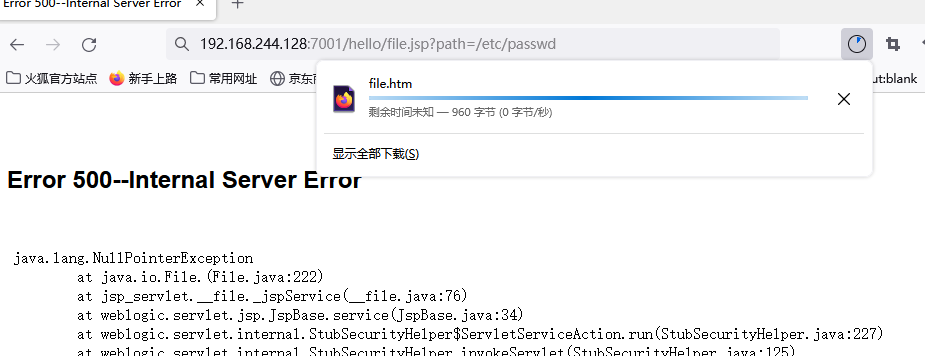 Error 500--Internal Server Error
192.168.244.128:7001/hello/file.jsp?path=/etc/passwd
火狐官方站点 新手上路 常用网址 京东商 ut:blank
file.htm
剩余时间未知 — 960 字节 (0 字节/秒)
显示全部下载(S)
Error 500--Internal Server Error
java.lang.NullPointerException
at java.io.File.(File.java:222)
at jsp_servlet.__file._jspService(__file.java:76)
at weblogic.servlet.jsp.JspBase.service(JspBase.java:34)
at weblogic.servlet.internal.StubSecurityHelper$ServletServiceAction.run(StubSecurityHelper.java:227)
at weblogic.servlet.internal.StubSecurityHelper.invokeServlet(StubSecurityHelper.java:125)